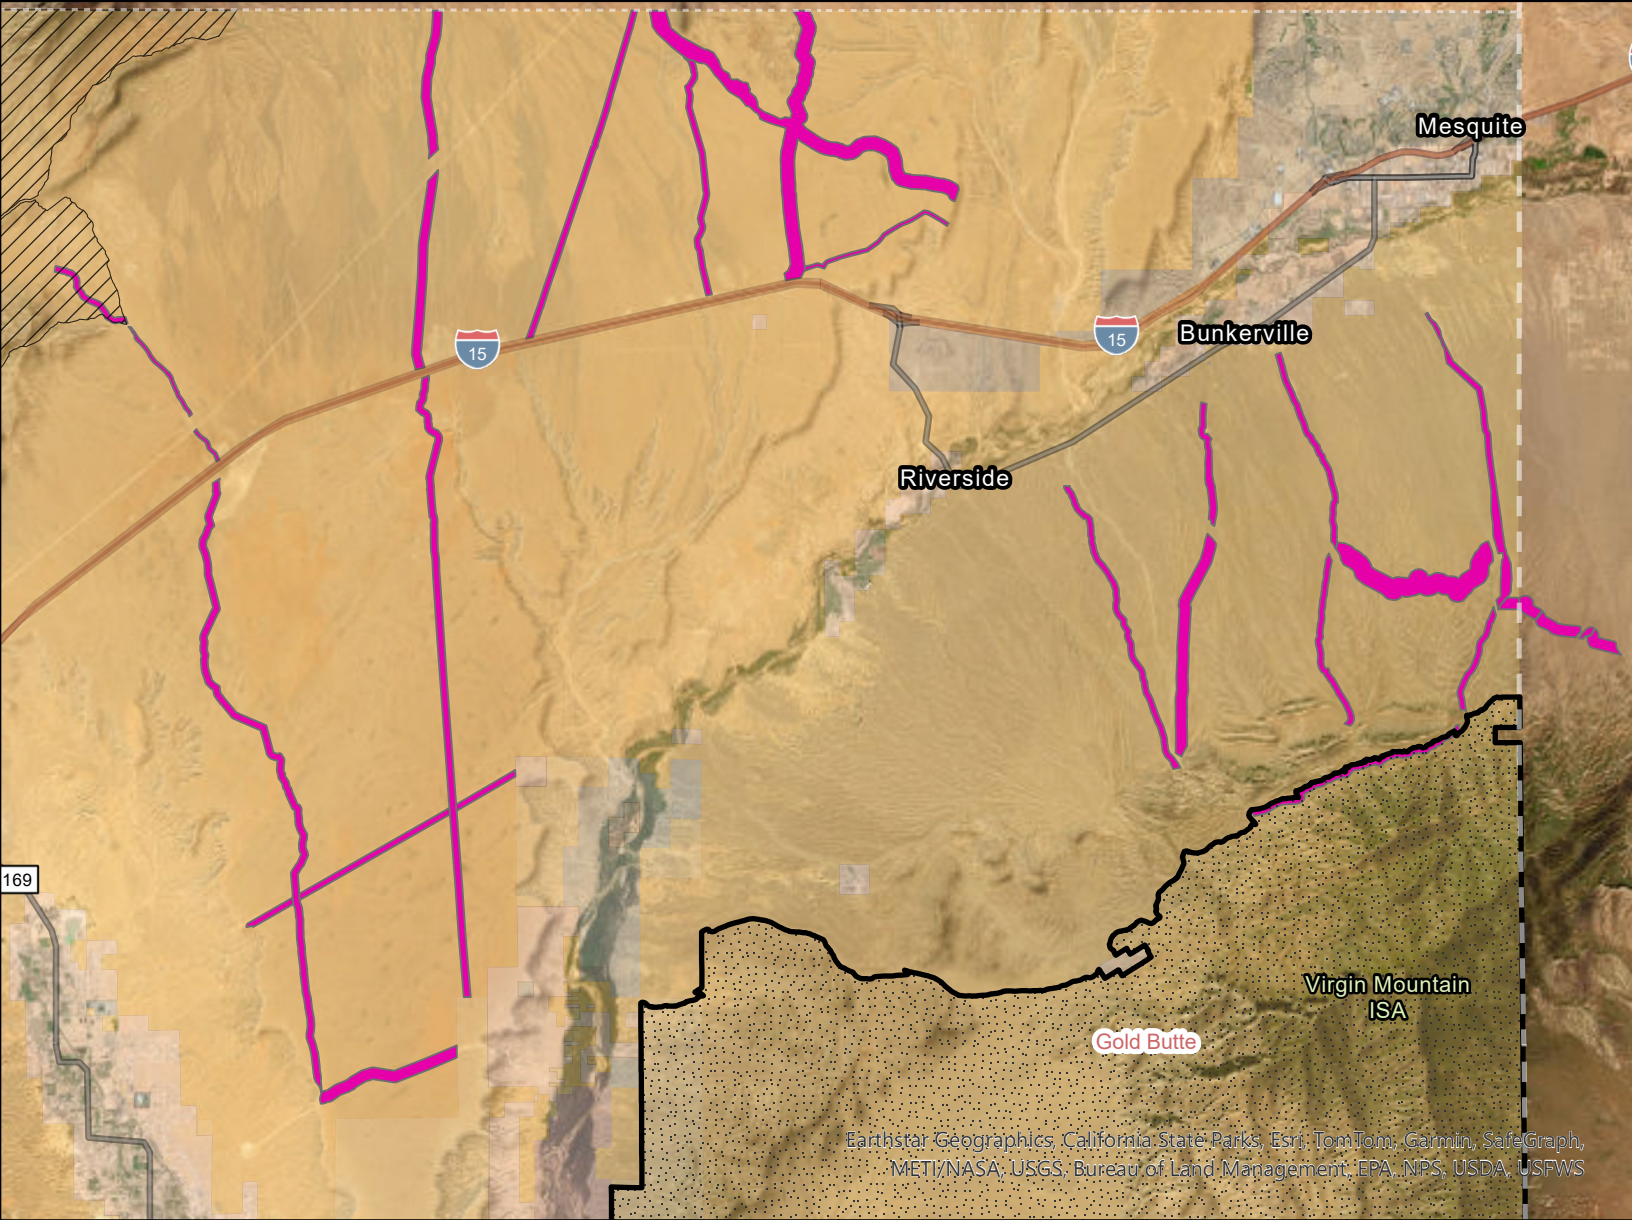 Mesquite
Bunkerville
15
15
Riverside
169
Virgin Mountain
ISA
Gold Butte
Earthstar Geographics, California State Parks, Esri, TomTom, Garmin, SafeGraph,
METI/NASA, USGS, Bureau of Land Management, EPA, NPS, USDA, USFWS